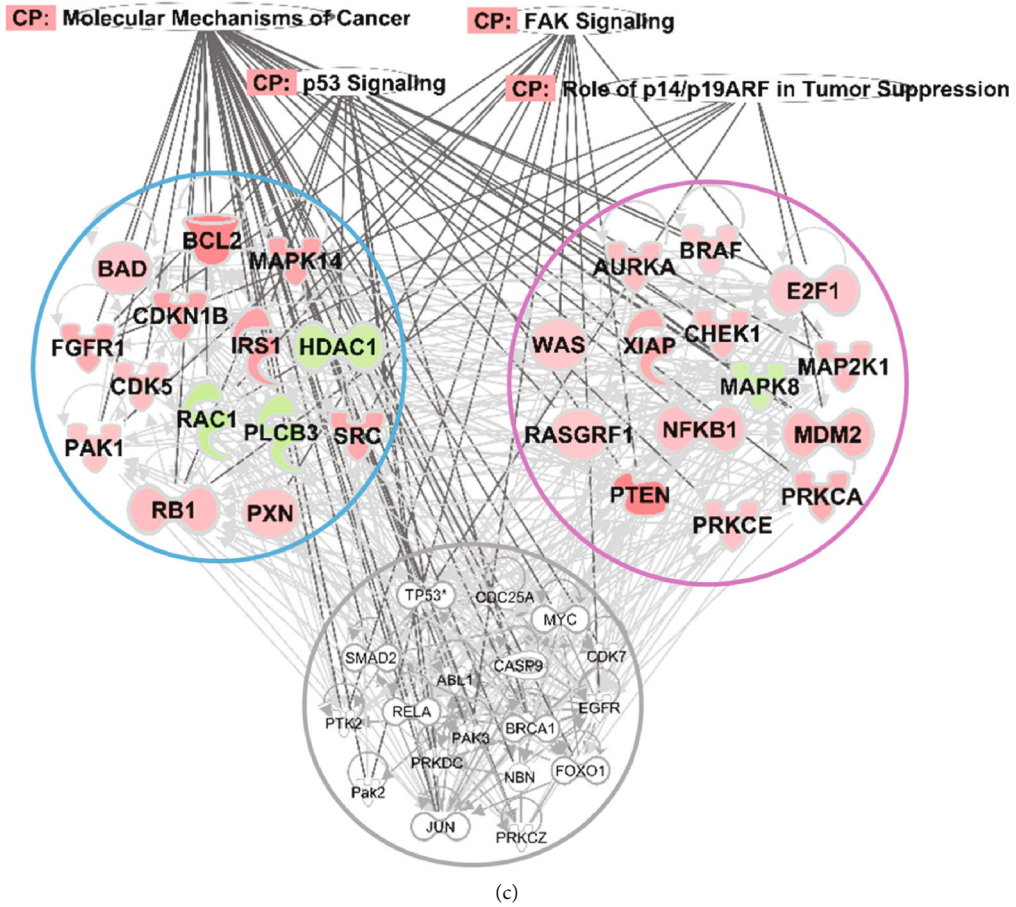 CP: Molecular Mechanisms of Cancer
CP: FAK Signaling
CP: p53 Signaling
CP: Role of p14/p19ARF in Tumor Suppression
BCL2
BAD
MAPK14
CDKN1B
FGFR1
IRS1
HDAC1
CDK5
RAC1
PLCB3
SRC
PAK1
RB1
PXN
BRAF
AURKA
E2F1
WAS
XIAP
CHEK1
MAP2K1
MAPK8
RASGRF1
NFKB1
MDM2
PTEN
PRKCA
PRKCE
TP53*
CDC25A
MYC
SMAD2
CASP9
CDK7
ABL1
PTK2
RELA
EGFR
BRCA1
PAK3
PRKDC
NBN
FOXO1
Pak2
JUN
PRKCZ
(c)